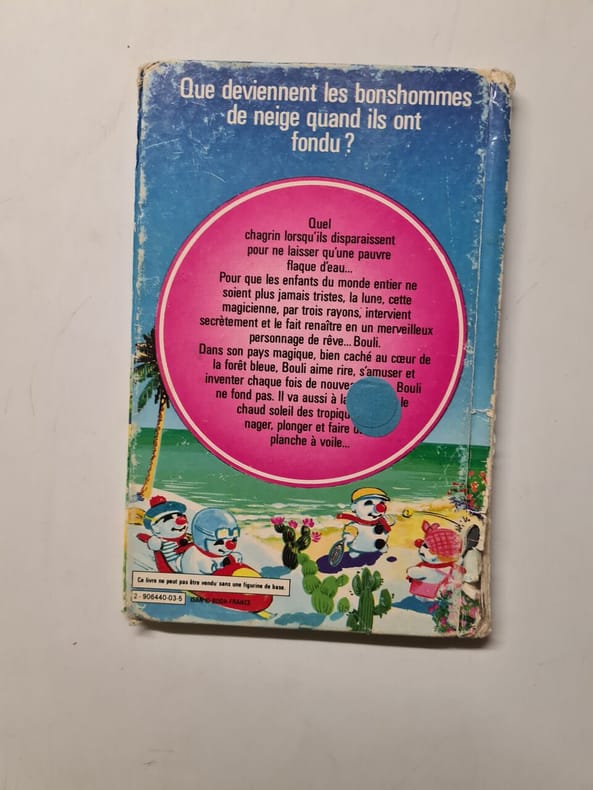 Que deviennent les bonshommes
de neige quand ils ont
fondu ?
Quel
chagrin lorsqu'ils disparaissent
pour ne laisser qu'une pauvre
flaque d'eau...
Pour que les enfants du monde entier ne
soient plus jamais tristes, la lune, cette
magicienne, par trois rayons, intervient
secrètement et le fait renaître en un merveilleux
personnage de rêve... Bouli.
Dans son pays magique, bien caché au cœur de
la forêt bleue, Bouli aime rire, s'amuser et
inventer chaque fois de Bouli
ne fond pas. Il va aussi à le
chaud soleil des
nager, plonger et faire
planche à voile...
Ce livre ne peut pas être vendu sans une figurine de base.
2-906440-03-5